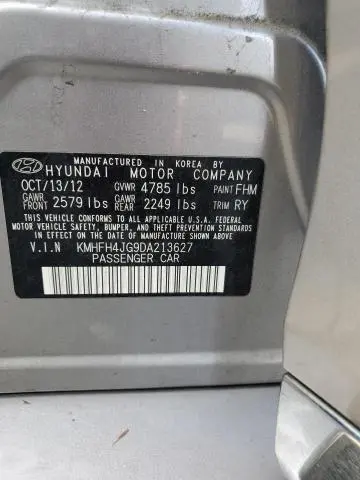 MANUFACTURED IN KOREA BY
HYUNDAI MOTOR COMPANY
OCT/13/12 GVWR 4785 lbs PAINT FHM
GAWR FRONT 2579 lbs GAWR REAR 2249 lbs TRIM RY
THIS VEHICLE CONFORMS TO ALL APPLICABLE U.S.A. FEDERAL
MOTOR VEHICLE SAFETY, BUMPER, AND THEFT PREVENTION STANDARDS
IN EFFECT ON THE DATE OF MANUFACTURE SHOWN ABOVE.
V.I.N KMHFH4JG9DA213627
PASSENGER CAR